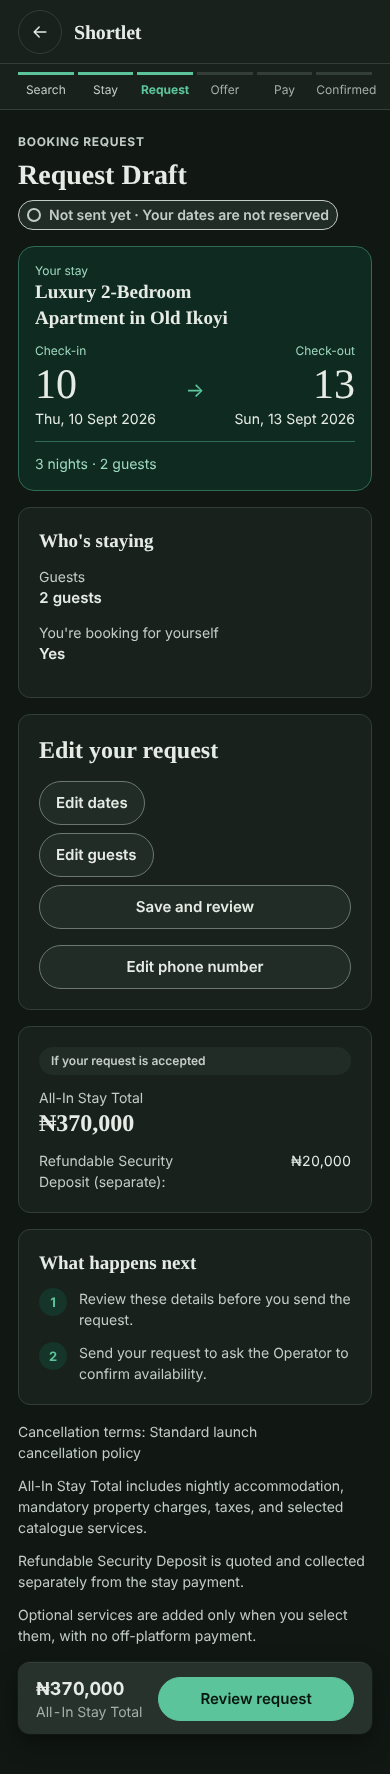 ←
Shortlet
Search Stay Request Offer Pay Confirmed
BOOKING REQUEST
Request Draft
Not sent yet · Your dates are not reserved
Your stay
Luxury 2-Bedroom
Apartment in Old Ikoyi
Check-in Check-out
10 → 13
Thu, 10 Sept 2026 Sun, 13 Sept 2026
3 nights · 2 guests
Who's staying
Guests
2 guests
You're booking for yourself
Yes
Edit your request
Edit dates
Edit guests
Save and review
Edit phone number
If your request is accepted
All-In Stay Total
₦370,000
Refundable Security ₦20,000
Deposit (separate):
What happens next
1 Review these details before you send the
request.
2 Send your request to ask the Operator to
confirm availability.
Cancellation terms: Standard launch
cancellation policy
All-In Stay Total includes nightly accommodation,
mandatory property charges, taxes, and selected
catalogue services.
Refundable Security Deposit is quoted and collected
separately from the stay payment.
Optional services are added only when you select
them, with no off-platform payment.
₦370,000
All-In Stay Total
Review request